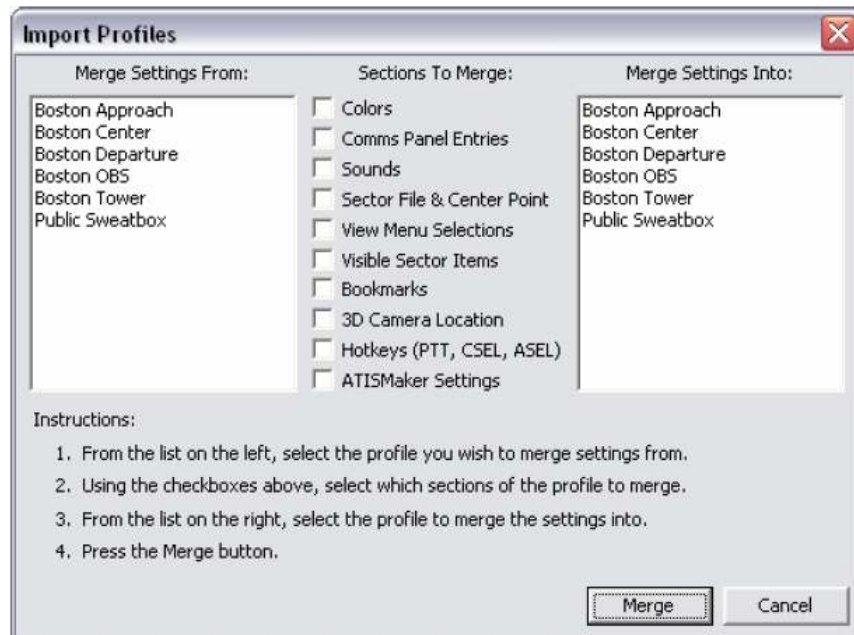 Import Profiles
Merge Settings From:
Boston Approach
Boston Center
Boston Departure
Boston OBS
Boston Tower
Public Sweatbox
Sections To Merge:
Colors
Comms Panel Entries
Sounds
Sector File & Center Point
View Menu Selections
Visible Sector Items
Bookmarks
3D Camera Location
Hotkeys (PTT, CSEL, ASEL)
ATISMaker Settings
Merge Settings Into:
Boston Approach
Boston Center
Boston Departure
Boston OBS
Boston Tower
Public Sweatbox
Instructions:
1. From the list on the left, select the profile you wish to merge settings from.
2. Using the checkboxes above, select which sections of the profile to merge.
3. From the list on the right, select the profile to merge the settings into.
4. Press the Merge button.
Merge
Cancel